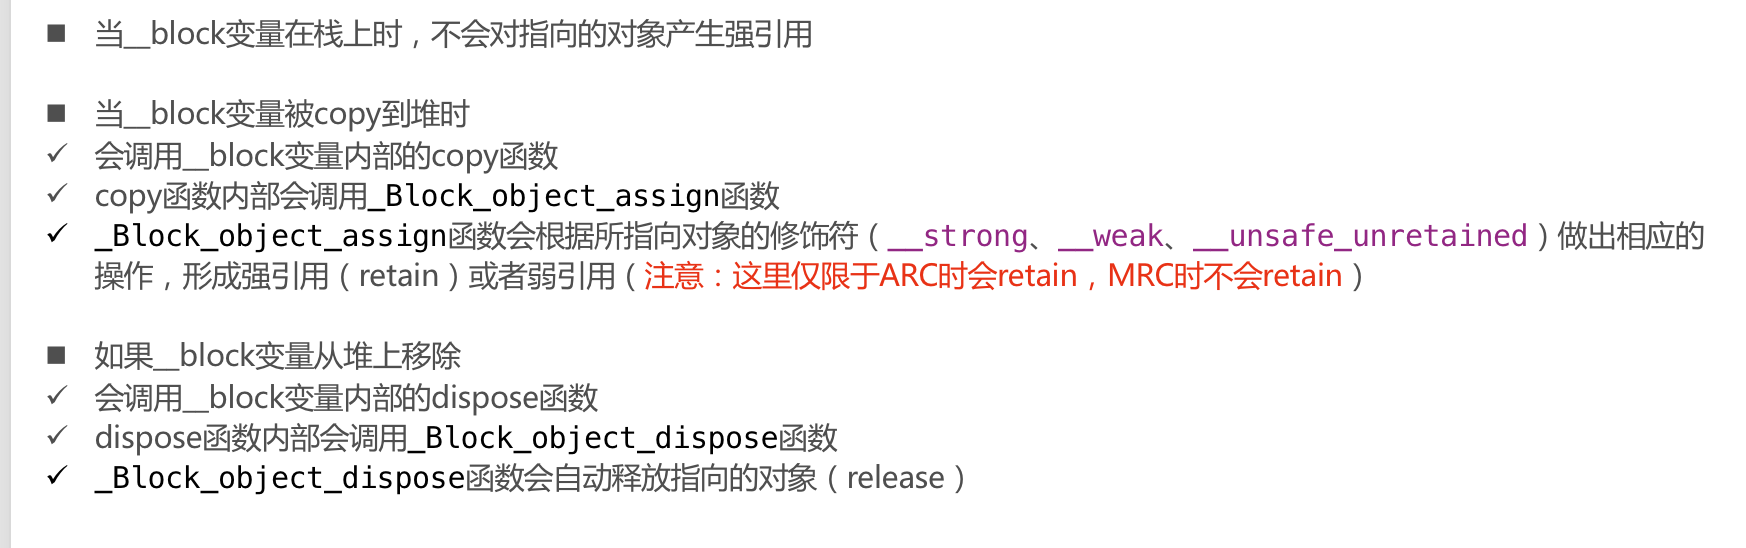 ■ 当__block变量在栈上时，不会对指向的对象产生强引用
■ 当__block变量被copy到堆时
✓ 会调用__block变量内部的copy函数
✓ copy函数内部会调用_Block_object_assign函数
✓ _Block_object_assign函数会根据所指向对象的修饰符（__strong、__weak、__unsafe_unretained）做出相应的
操作，形成强引用（retain）或者弱引用（注意：这里仅限于ARC时会retain，MRC时不会retain）
■ 如果__block变量从堆上移除
✓ 会调用__block变量内部的dispose函数
✓ dispose函数内部会调用_Block_object_dispose函数
✓ _Block_object_dispose函数会自动释放指向的对象（release）